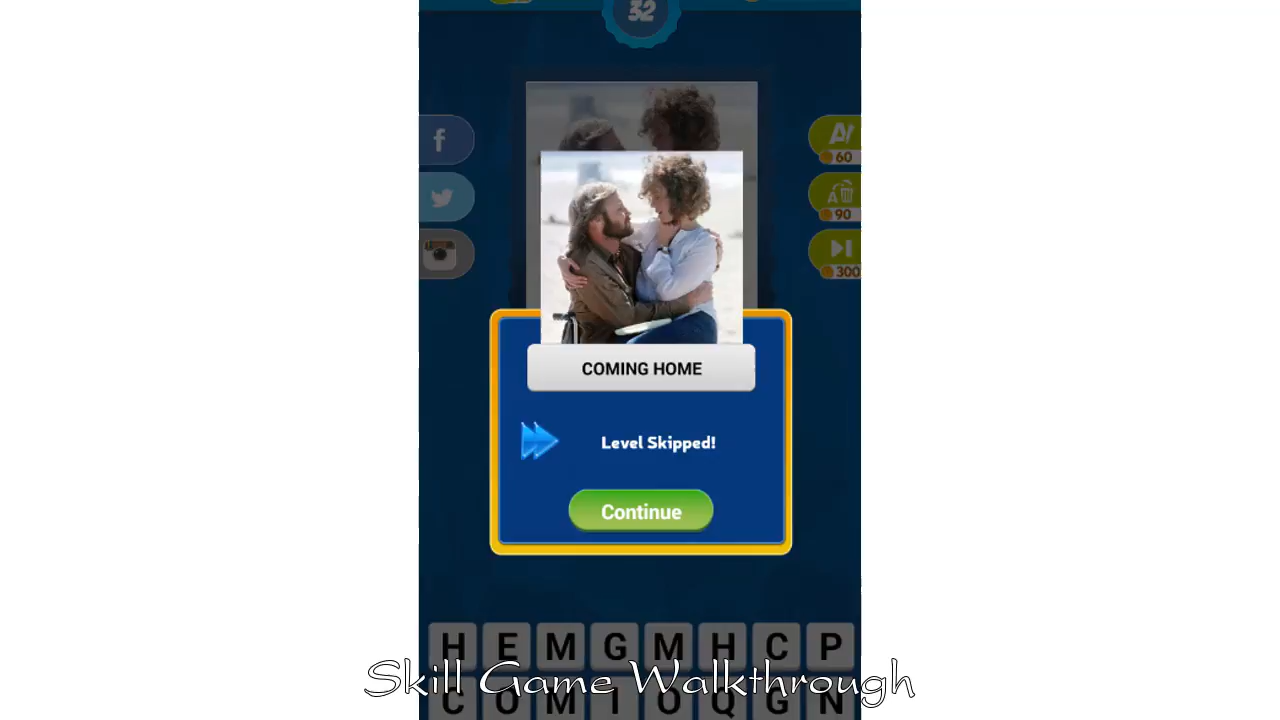 32
f
A/
60
A
90
300
COMING HOME
Level Skipped!
Continue
H E M G M H C P
C O M I O Q G N
Skill Game Walkthrough